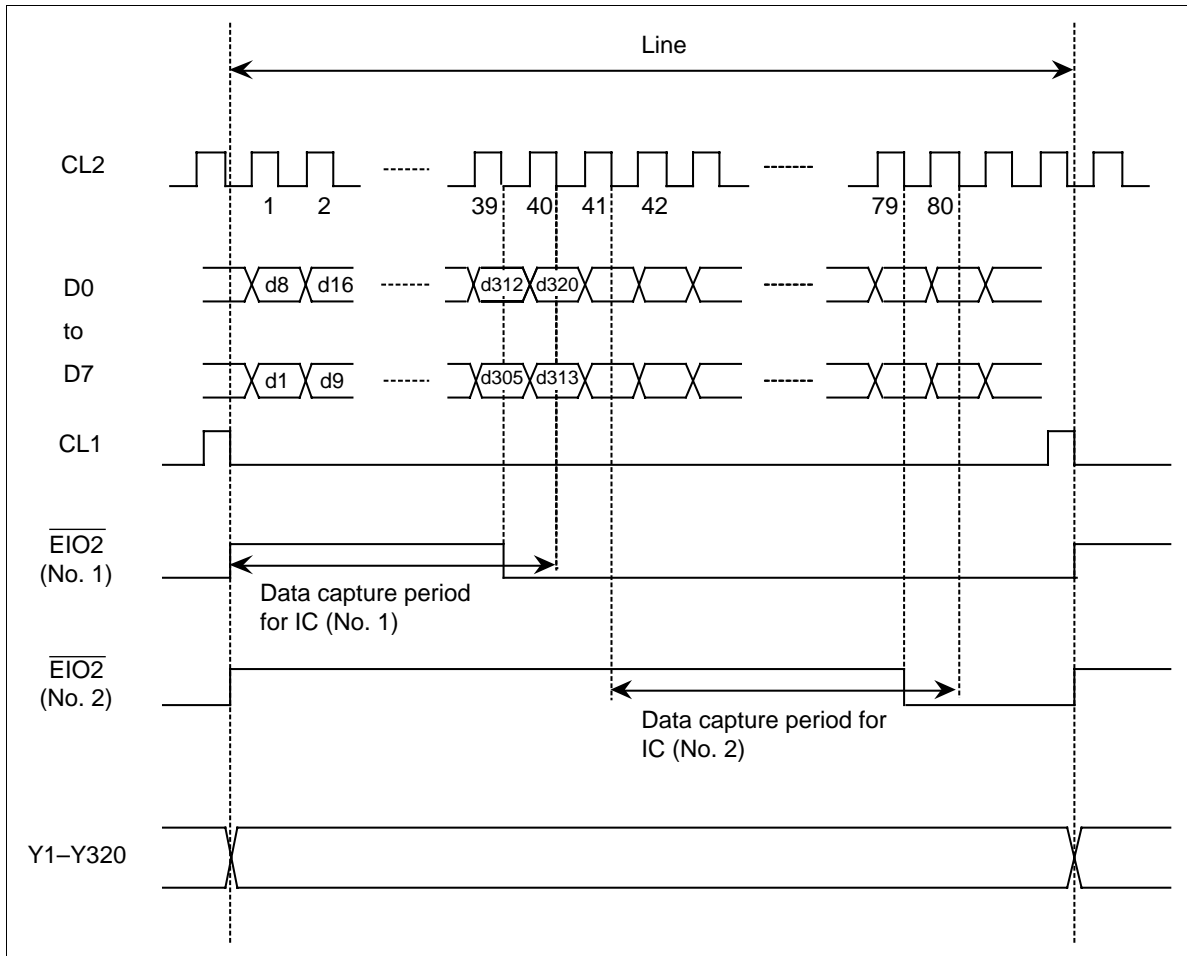 Line
CL2
1 2 39 40 41 42 79 80
D0
to
D7
d8 d16 d312 d320
d1 d9 d305 d313
CL1
EIO2
(No. 1)
Data capture period
for IC (No. 1)
EIO2
(No. 2)
Data capture period for
IC (No. 2)
Y1–Y320